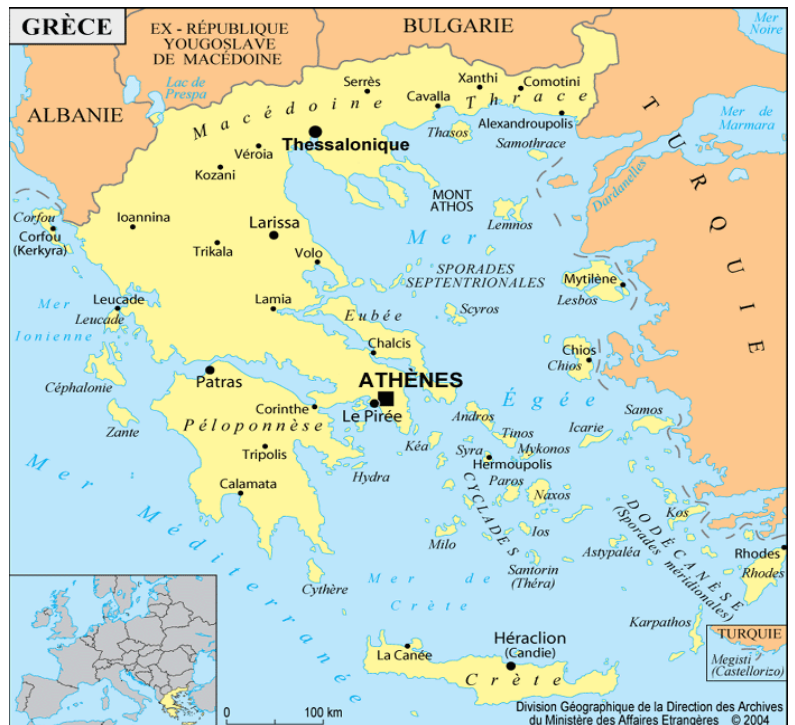 GRÈCE
EX - RÉPUBLIQUE
YOUGOSLAVE
DE MACÉDOINE
BULGARIE
Mer
Noire
Lac de
Prespa
ALBANIE
Serrès
Xanthi
Comotini
Cavalla
Macédoine
Thrace
Alexandroupolis
Mer de
Marmara
TURQUIE
Thessalonique
Thasos
Samothrace
Véroia
Kozani
Dardanelles
MONT
ATHOS
Lemnos
Corfou
Corfou
(Kerkyra)
Ioannina
Larissa
Trikala
Volo
Mer
Égée
SPORADES
SEPTENTRIONALES
Mytilène
Lesbos
Mer
Ionienne
Leucade
Leucade
Lamia
Eubée
Scyros
Chalcis
Chios
Chios
Céphalonie
Patras
ATHÈNES
Le Pirée
Zante
Corinthe
Péloponnèse
Andros
Samos
Icarie
Tinos
Mykonos
Kéa
Syra
Hermoupolis
Tripolis
Hydra
Calamata
Paros
Naxos
CYCLADES
Kos
DODÉCANÈSE
(Sporades méridionales)
Ios
Milo
Astypaléa
Santorin
(Théra)
Rhodes
Rhodes
Mer Méditerranée
Cythère
Mer de
Crète
Karpathos
TURQUIE
Megisti
(Castellorizo)
La Canée
Héraclion
(Candie)
Crète
0
100 km
Division Géographique de la Direction des Archives
du Ministère des Affaires Etrangères © 2004